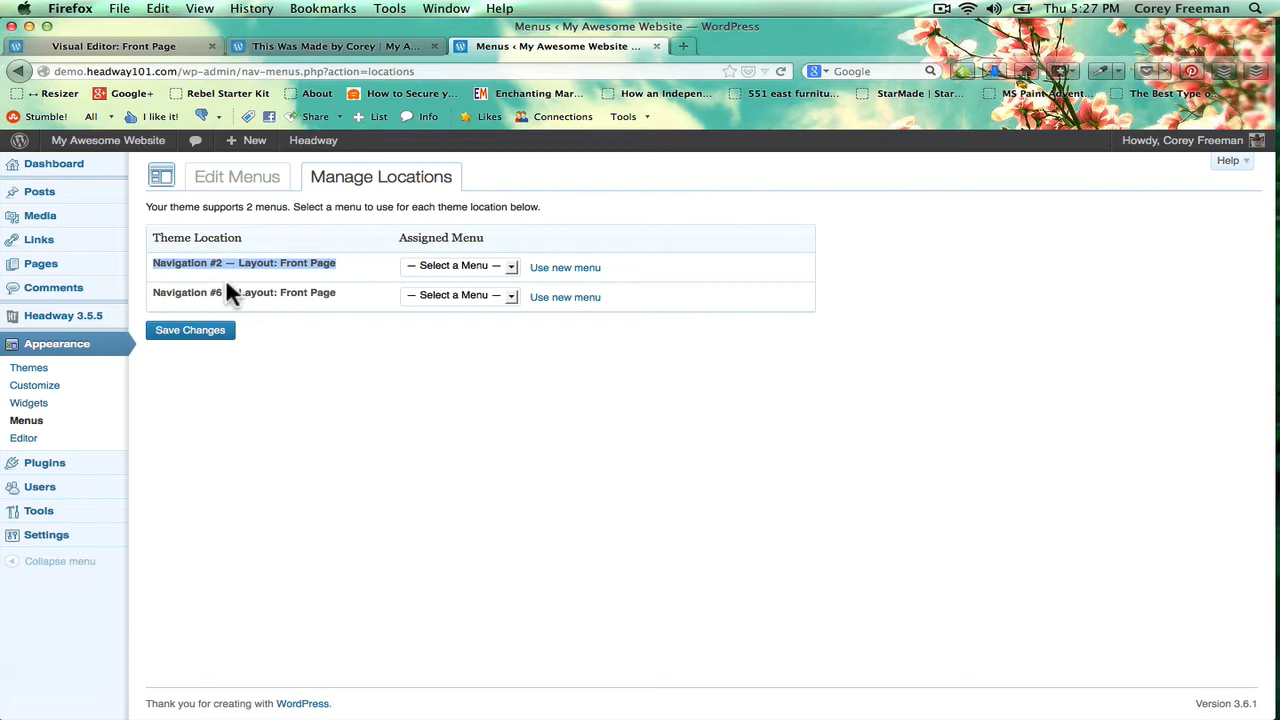 Firefox File Edit View History Bookmarks Tools Window Help Thu 5:27 PM Corey Freeman
Menus ‹ My Awesome Website — WordPress
Visual Editor: Front Page
This Was Made by Corey | My A...
Menus ‹ My Awesome Website ...
demo.headway101.com/wp-admin/nav-menus.php?action=locations
Google
Resizer Google+ Rebel Starter Kit About How to Secure y... Enchanting Mar... How an Indepen... 551 east furnitu... StarMade | Star... MS Paint Adven... The Best Type o
Stumble! All I like it! Share List Info Likes Connections Tools
My Awesome Website New Headway Howdy, Corey Freeman
Dashboard
Posts
Media
Links
Pages
Comments
Headway 3.5.5
Appearance
Themes
Customize
Widgets
Menus
Editor
Plugins
Users
Tools
Settings
Collapse menu
Help
Edit Menus
Manage Locations
Your theme supports 2 menus. Select a menu to use for each theme location below.
Theme Location Assigned Menu
Navigation #2 — Layout: Front Page — Select a Menu — Use new menu
Navigation #6 Layout: Front Page — Select a Menu — Use new menu
Save Changes
Thank you for creating with WordPress. Version 3.6.1